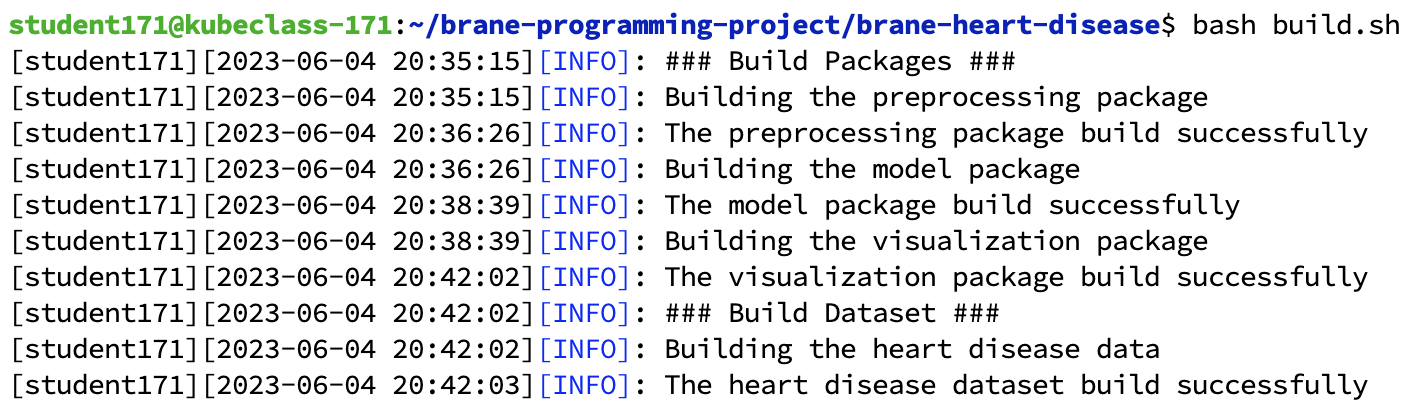 student171@kubeclass-171:~/brane-programming-project/brane-heart-disease$ bash build.sh
[student171][2023-06-04 20:35:15][INFO]: ### Build Packages ###
[student171][2023-06-04 20:35:15][INFO]: Building the preprocessing package
[student171][2023-06-04 20:36:26][INFO]: The preprocessing package build successfully
[student171][2023-06-04 20:36:26][INFO]: Building the model package
[student171][2023-06-04 20:38:39][INFO]: The model package build successfully
[student171][2023-06-04 20:38:39][INFO]: Building the visualization package
[student171][2023-06-04 20:42:02][INFO]: The visualization package build successfully
[student171][2023-06-04 20:42:02][INFO]: ### Build Dataset ###
[student171][2023-06-04 20:42:02][INFO]: Building the heart disease data
[student171][2023-06-04 20:42:03][INFO]: The heart disease dataset build successfully